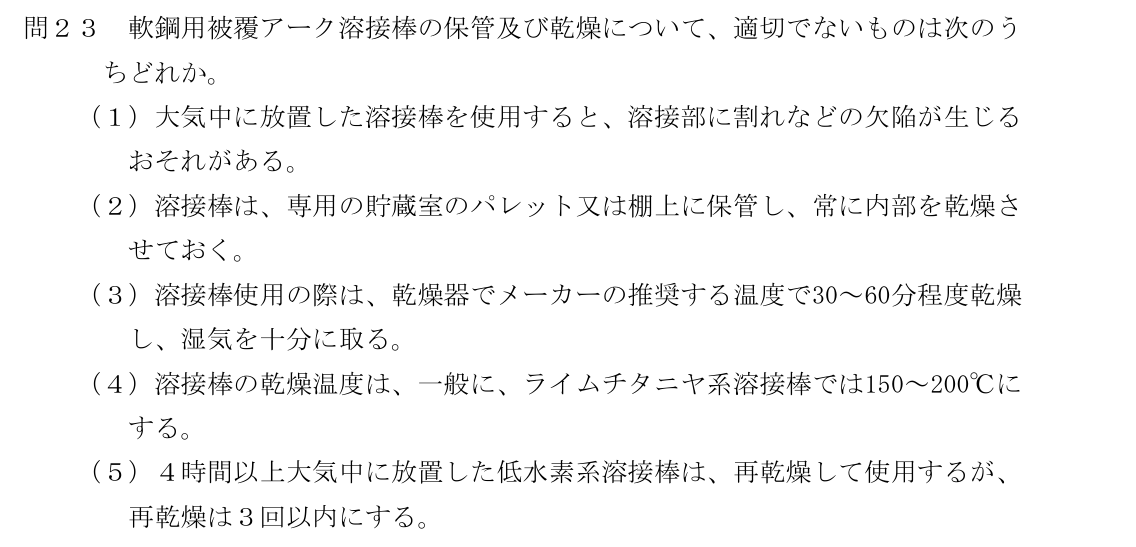 問２３　軟鋼用被覆アーク溶接棒の保管及び乾燥について、適切でないものは次のう
ちどれか。
（１）大気中に放置した溶接棒を使用すると、溶接部に割れなどの欠陥が生じる
おそれがある。
（２）溶接棒は、専用の貯蔵室のパレット又は棚上に保管し、常に内部を乾燥さ
せておく。
（３）溶接棒使用の際は、乾燥器でメーカーの推奨する温度で30～60分程度乾燥
し、湿気を十分に取る。
（４）溶接棒の乾燥温度は、一般に、ライムチタニヤ系溶接棒では150～200℃に
する。
（５）４時間以上大気中に放置した低水素系溶接棒は、再乾燥して使用するが、
再乾燥は３回以内にする。